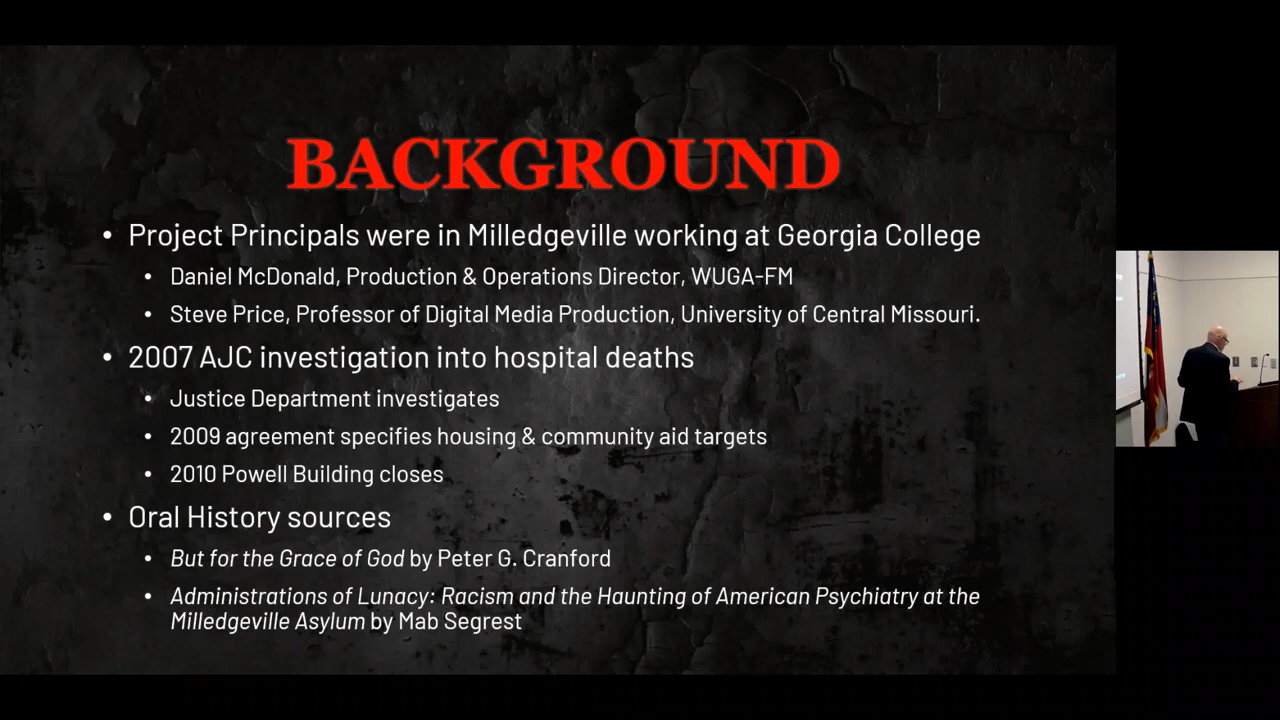 BACKGROUND
• Project Principals were in Milledgeville working at Georgia College
• Daniel McDonald, Production & Operations Director, WUGA-FM
• Steve Price, Professor of Digital Media Production, University of Central Missouri.
• 2007 AJC investigation into hospital deaths
• Justice Department investigates
• 2009 agreement specifies housing & community aid targets
• 2010 Powell Building closes
• Oral History sources
• But for the Grace of God by Peter G. Cranford
• Administrations of Lunacy: Racism and the Haunting of American Psychiatry at the
Milledgeville Asylum by Mab Segrest